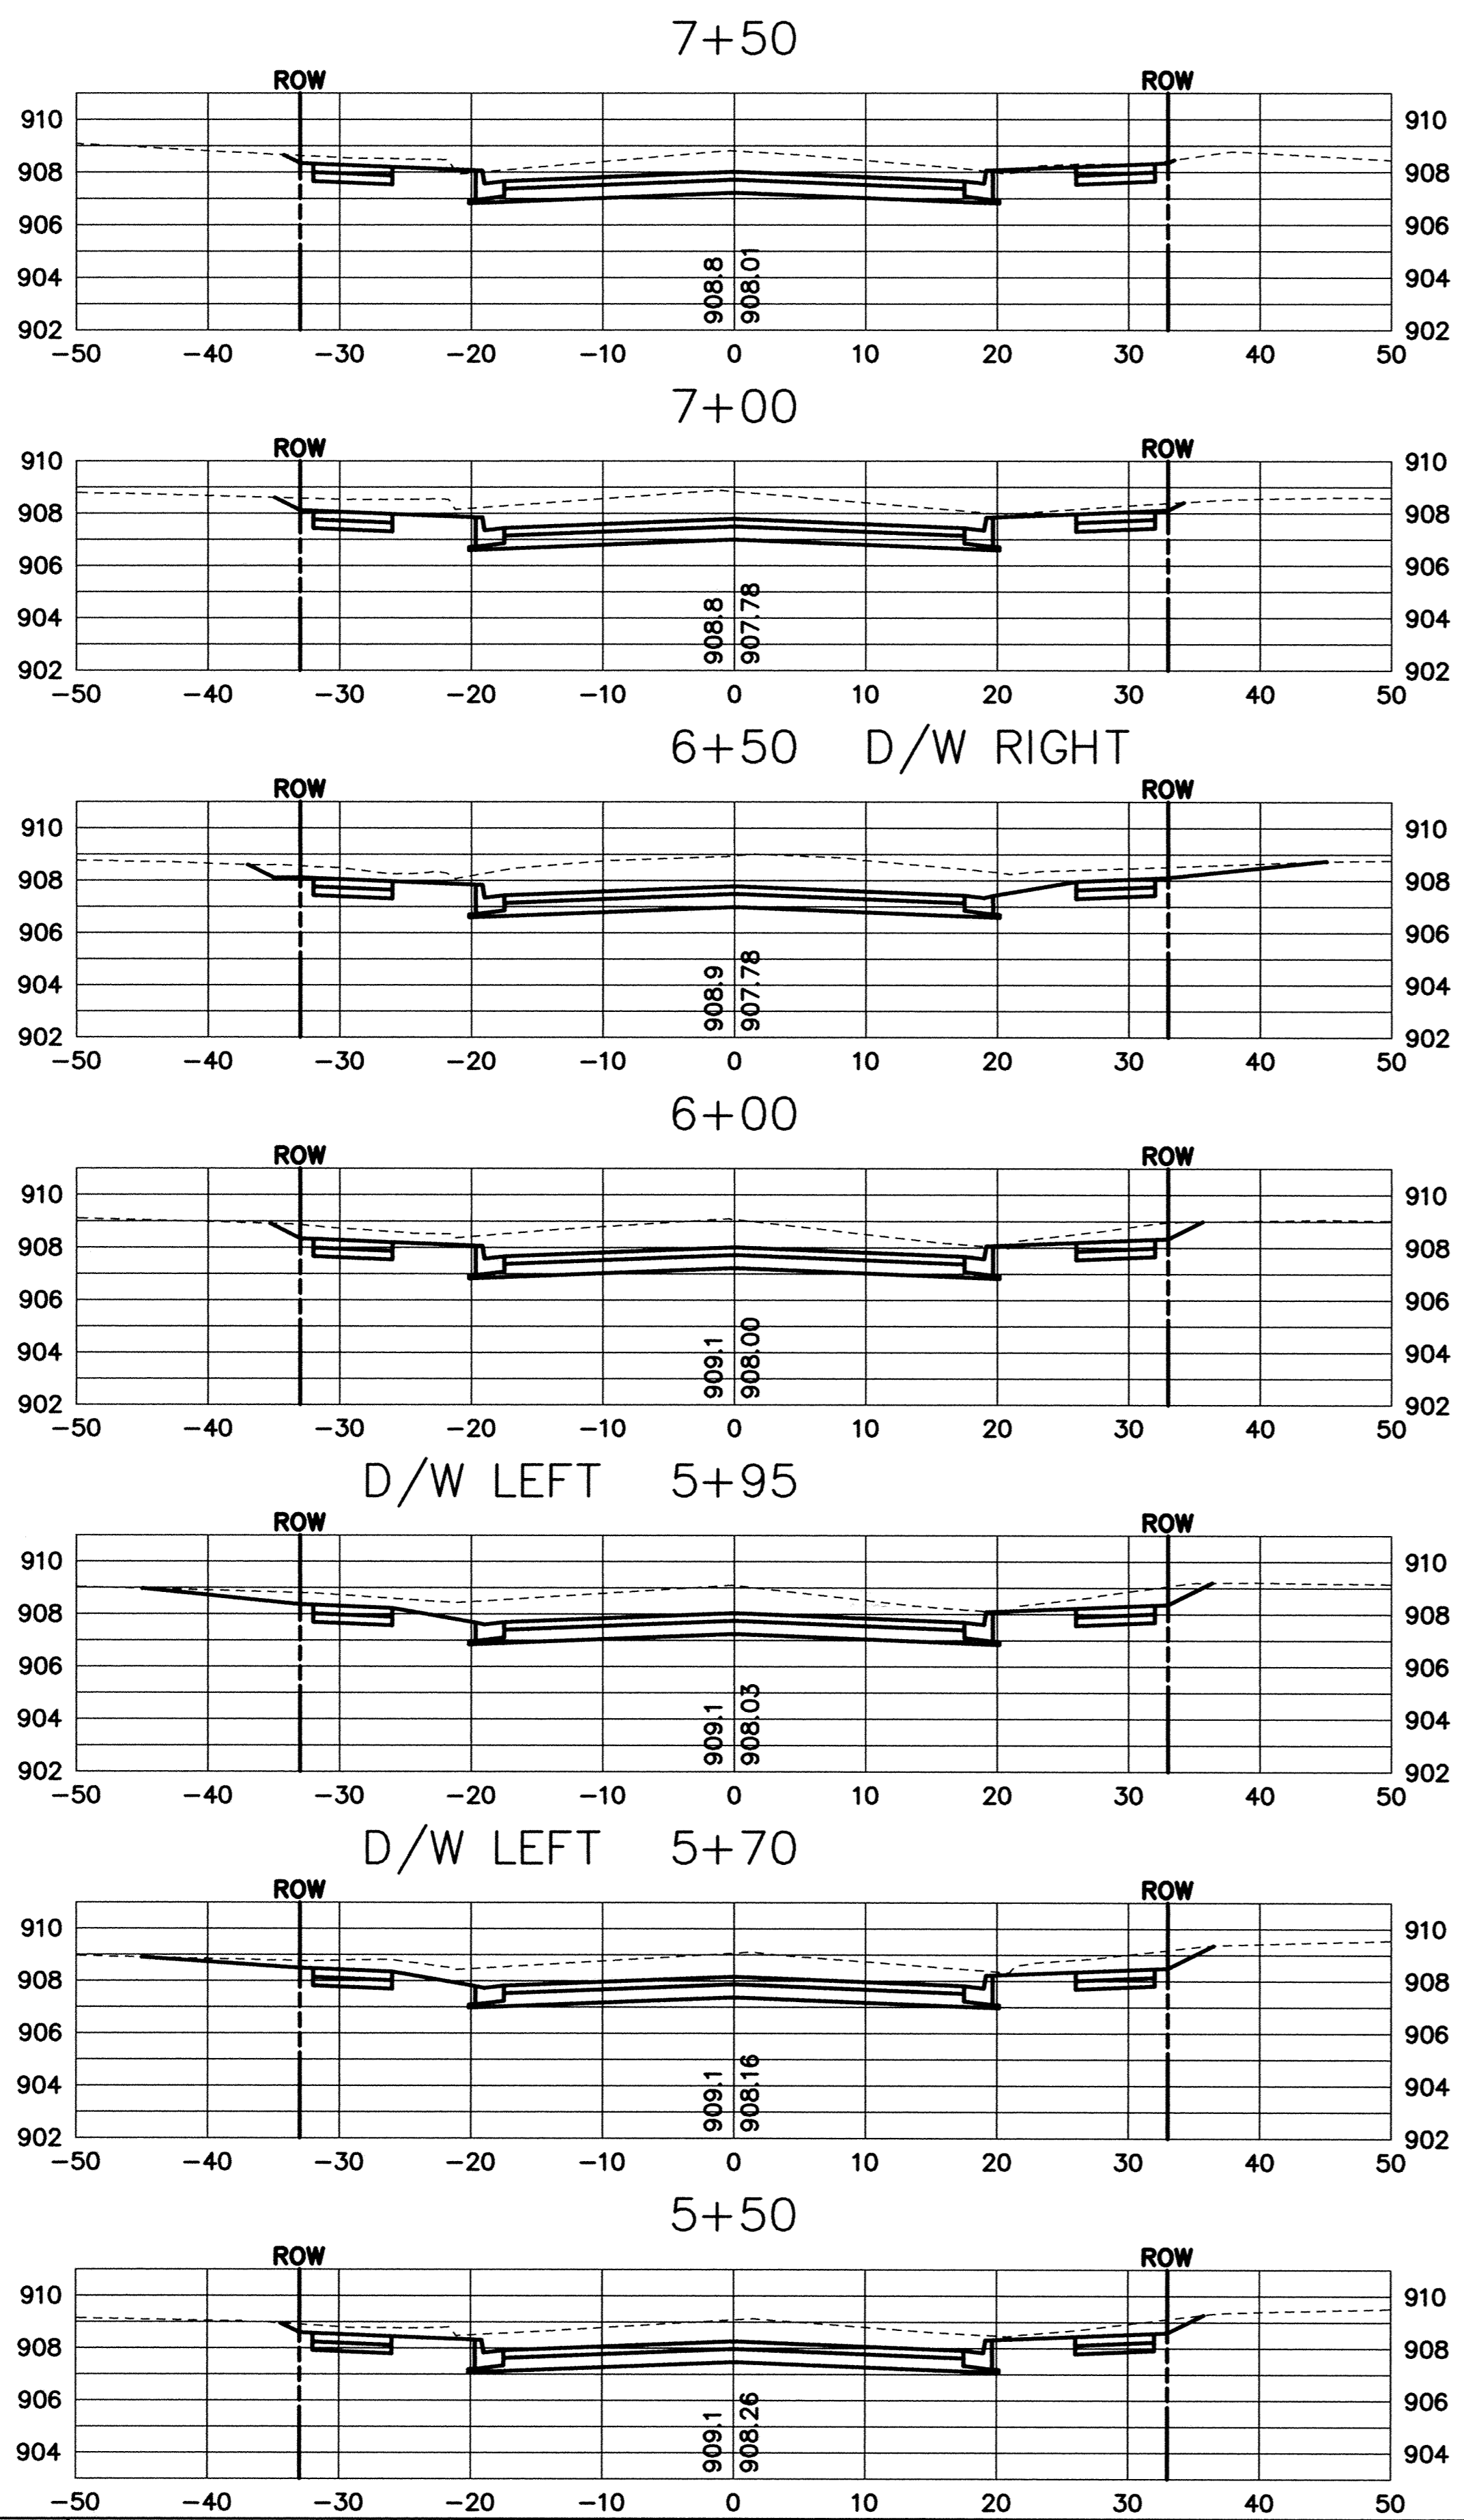 7+50
ROW ROW
910 910
908 908
906 906
904 904
902 902
908.8 908.01
−50 −40 −30 −20 −10 0 10 20 30 40 50
7+00
ROW ROW
910 910
908 908
906 906
904 904
902 902
908.8 907.78
−50 −40 −30 −20 −10 0 10 20 30 40 50
6+50 D/W RIGHT
ROW ROW
910 910
908 908
906 906
904 904
902 902
908.9 907.78
−50 −40 −30 −20 −10 0 10 20 30 40 50
6+00
ROW ROW
910 910
908 908
906 906
904 904
902 902
909.1 908.00
−50 −40 −30 −20 −10 0 10 20 30 40 50
D/W LEFT 5+95
ROW ROW
910 910
908 908
906 906
904 904
902 902
909.1 908.03
−50 −40 −30 −20 −10 0 10 20 30 40 50
D/W LEFT 5+70
ROW ROW
910 910
908 908
906 906
904 904
902 902
909.1 908.16
−50 −40 −30 −20 −10 0 10 20 30 40 50
5+50
ROW ROW
910 910
908 908
906 906
904 904
909.1 908.26
−50 −40 −30 −20 −10 0 10 20 30 40 50